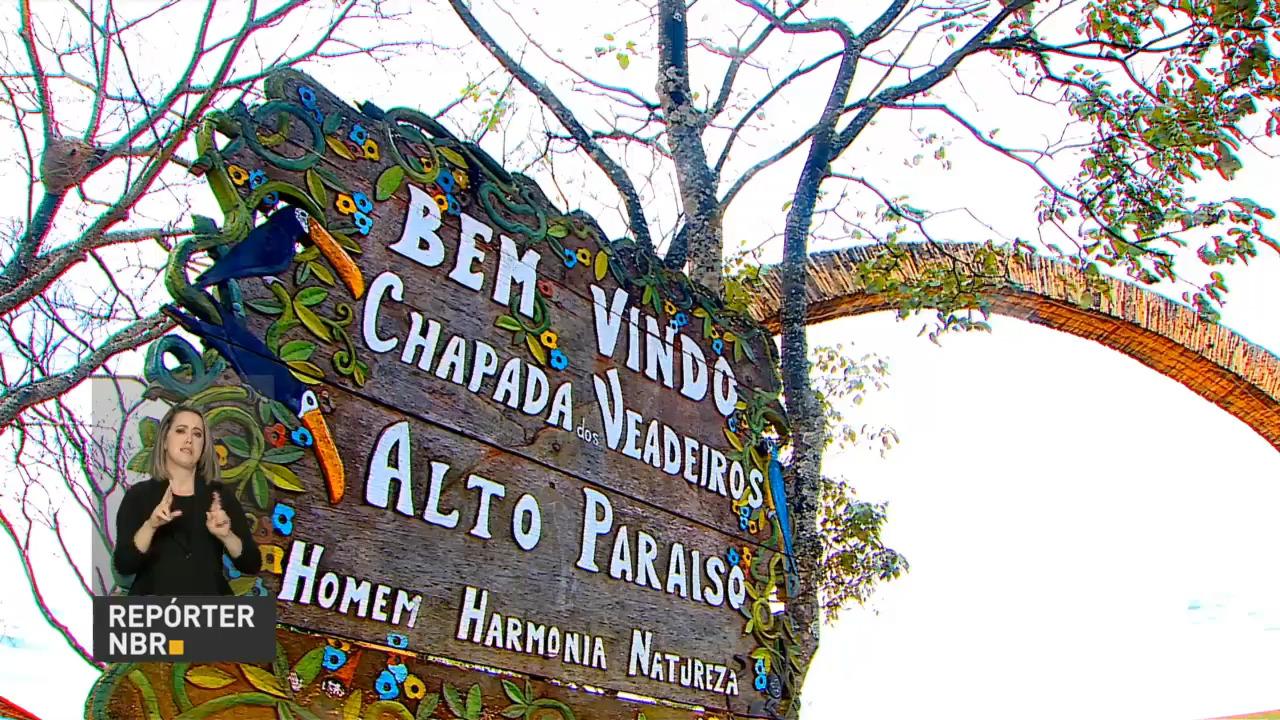 BEM VINDO
CHAPADA dos VEADEIROS
ALTO PARAISO
HOMEM HARMONIA NATUREZA
REPÓRTER
NBR